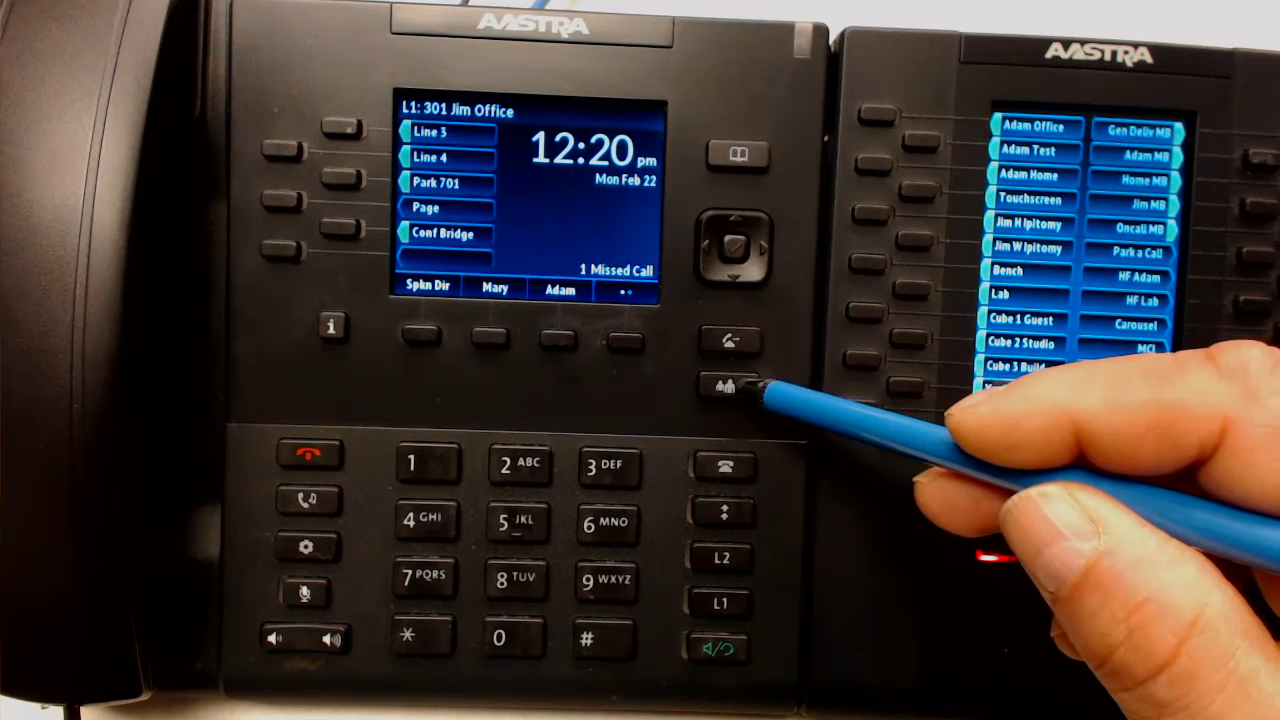 AASTRA
L1: 301 Jim Office
Line 3
Line 4
Park 701
Page
Conf Bridge
12:20 pm
Mon Feb 22
1 Missed Call
Spkn Dir
Mary
Adam
i
1
2 ABC
3 DEF
4 GHI
5 JKL
6 MNO
7 PQRS
8 TUV
9 WXYZ
*
0
#
L2
L1
AASTRA
Adam Office
Adam Test
Adam Home
Touchscreen
Jim H Ipitomy
Jim W Ipitomy
Bench
Lab
Cube 1 Guest
Cube 2 Studio
Cube 3 Build
Gen Deliv MB
Adam MB
Home MB
Jim MB
Oncall MB
Park a Call
HF Adam
HF Lab
Carousel
MCI